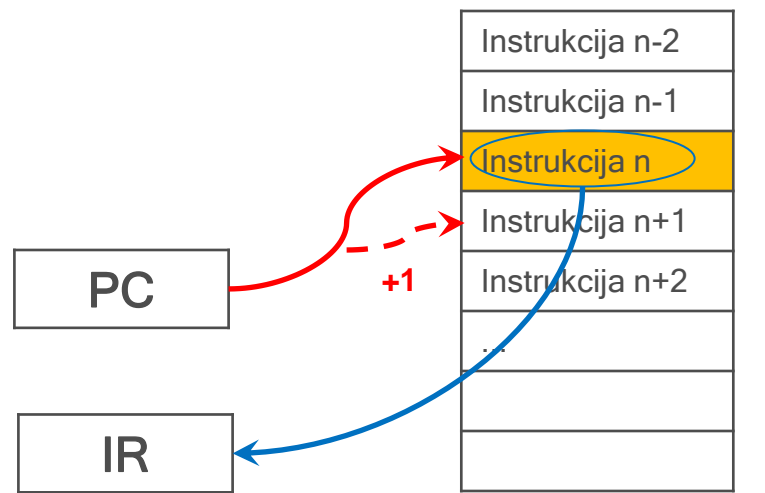 Instrukcija n-2
Instrukcija n-1
Instrukcija n
Instrukcija n+1
PC
+1
Instrukcija n+2
...
IR